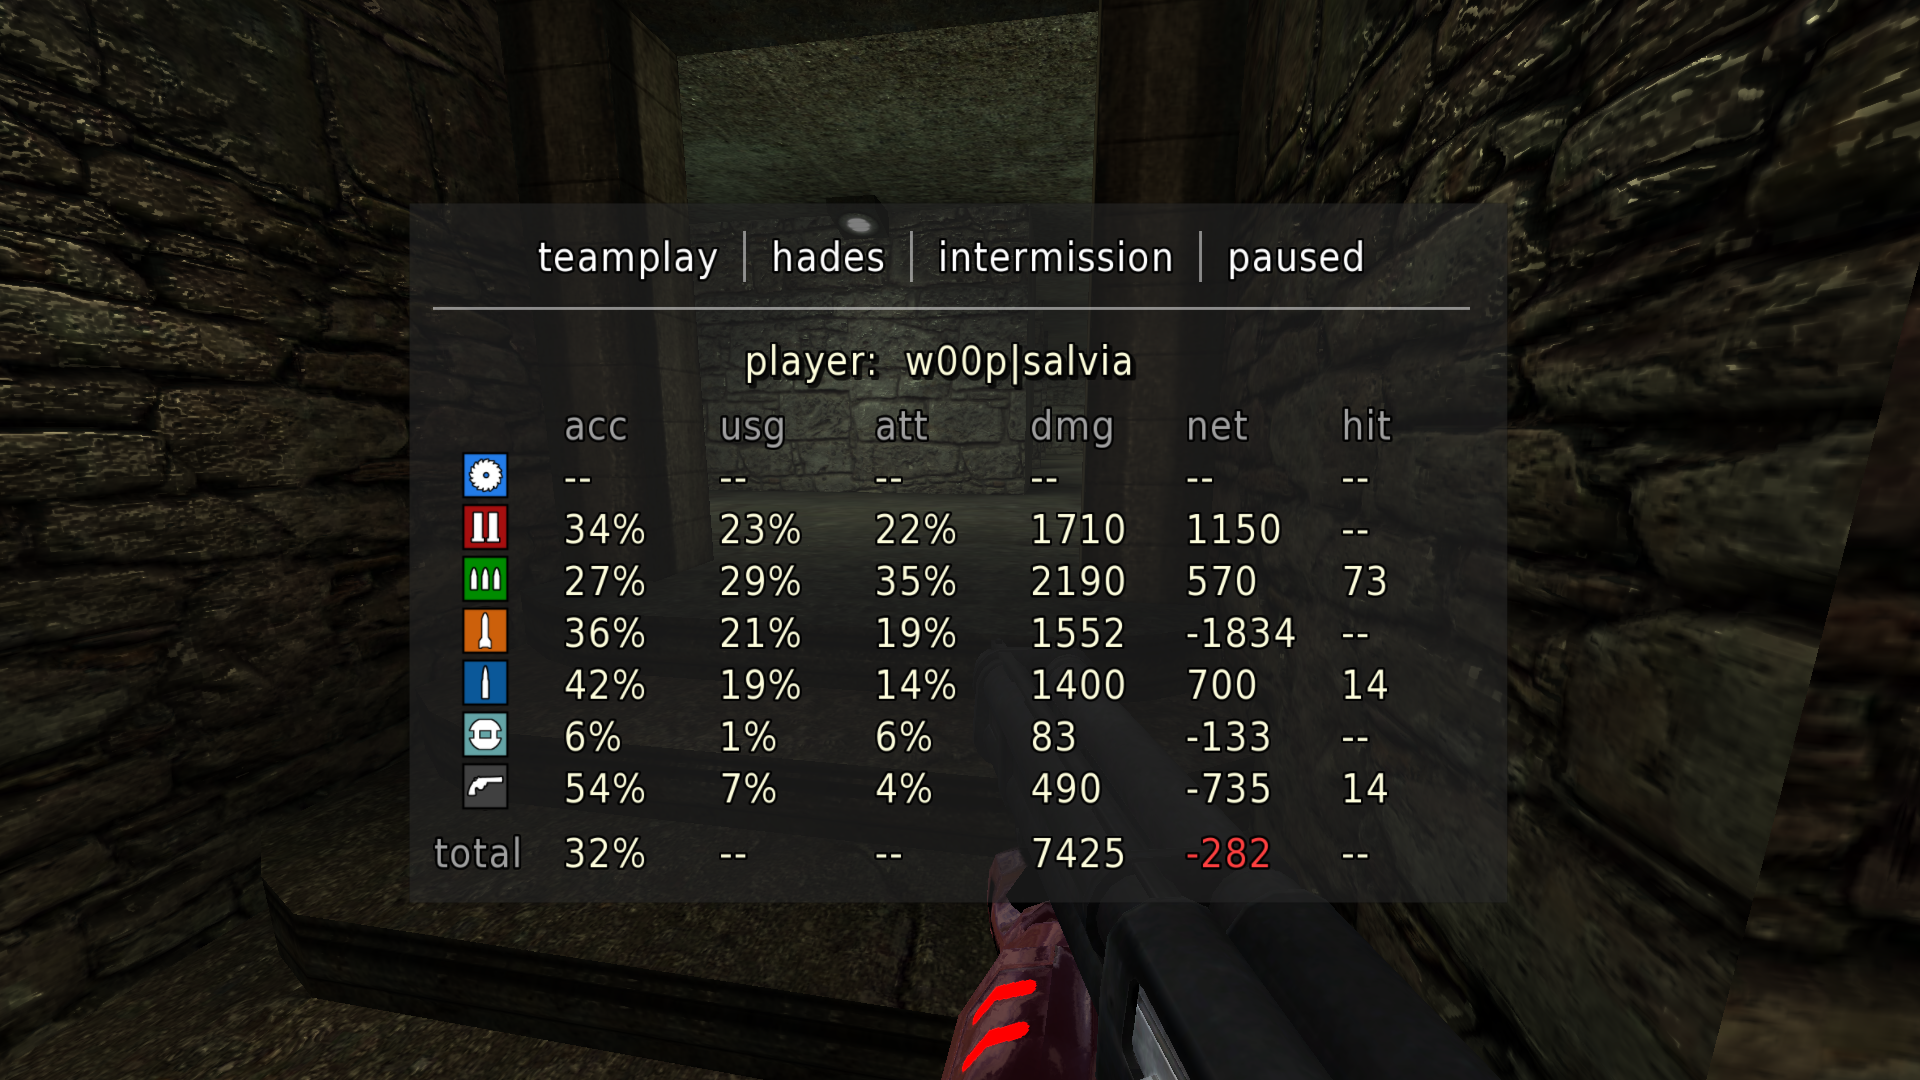 teamplay | hades | intermission | paused
player: w00p|salvia
acc usg att dmg net hit
-- -- -- -- -- --
34% 23% 22% 1710 1150 --
27% 29% 35% 2190 570 73
36% 21% 19% 1552 -1834 --
42% 19% 14% 1400 700 14
6% 1% 6% 83 -133 --
54% 7% 4% 490 -735 14
total 32% -- -- 7425 -282 --